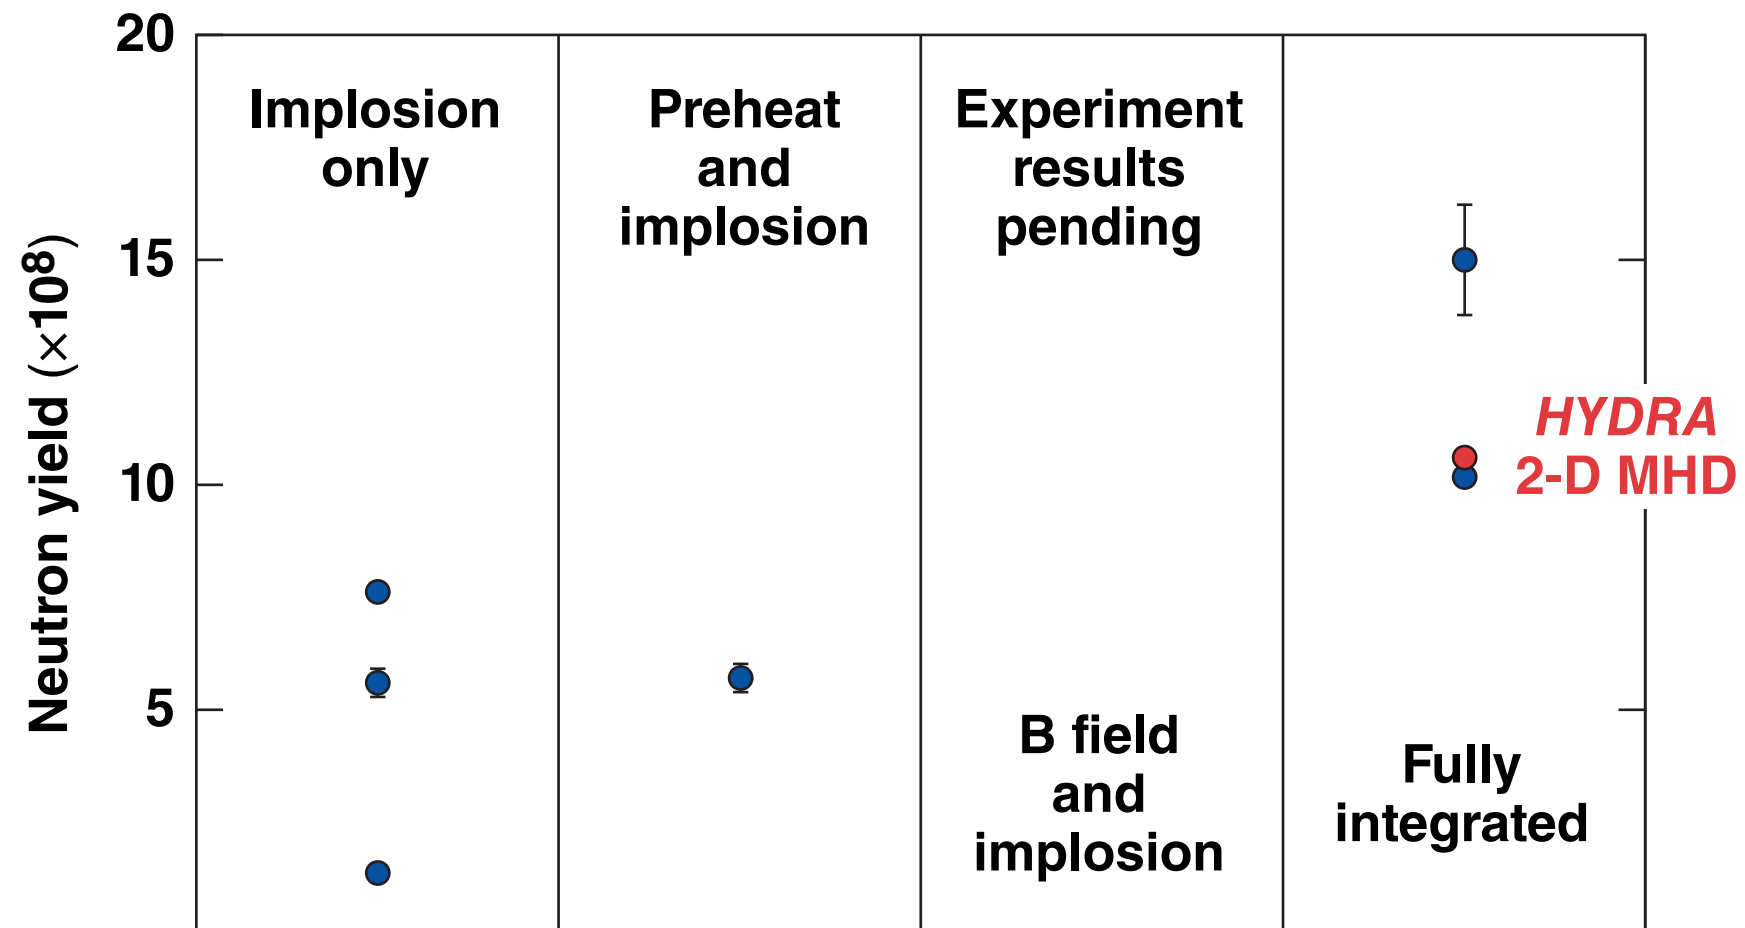 Neutron yield (×10⁸)
20
15
10
5
Implosion
only
Preheat
and
implosion
Experiment
results
pending
B field
and
implosion
HYDRA
2-D MHD
Fully
integrated